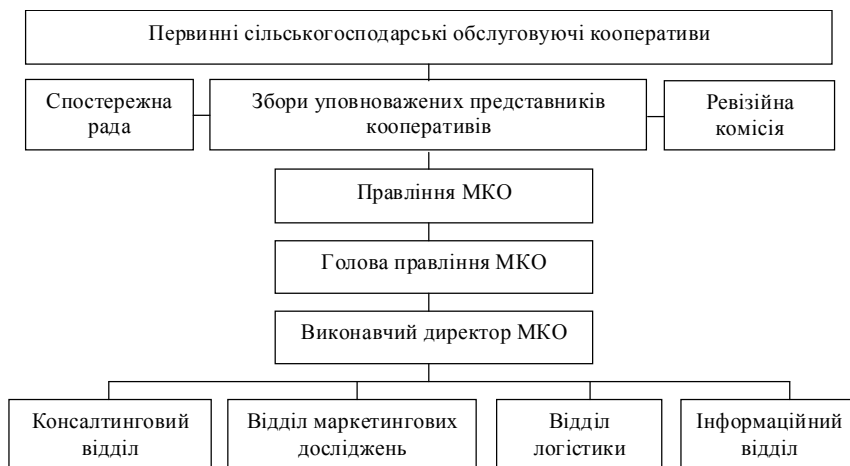 Первинні сільськогосподарські обслуговуючі кооперативи
Спостережна
рада
Збори уповноважених представників
кооперативів
Ревізійна
комісія
Правління МКО
Голова правління МКО
Виконавчий директор МКО
Консалтинговий
відділ
Відділ маркетингових
досліджень
Відділ
логістики
Інформаційний
відділ